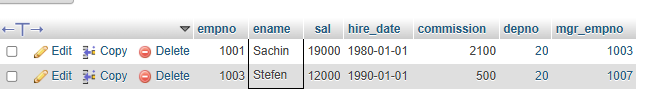 ←T→ empno ename sal hire_date commission depno mgr_empno
Edit Copy Delete 1001 Sachin 19000 1980-01-01 2100 20 1003
Edit Copy Delete 1003 Stefen 12000 1990-01-01 500 20 1007